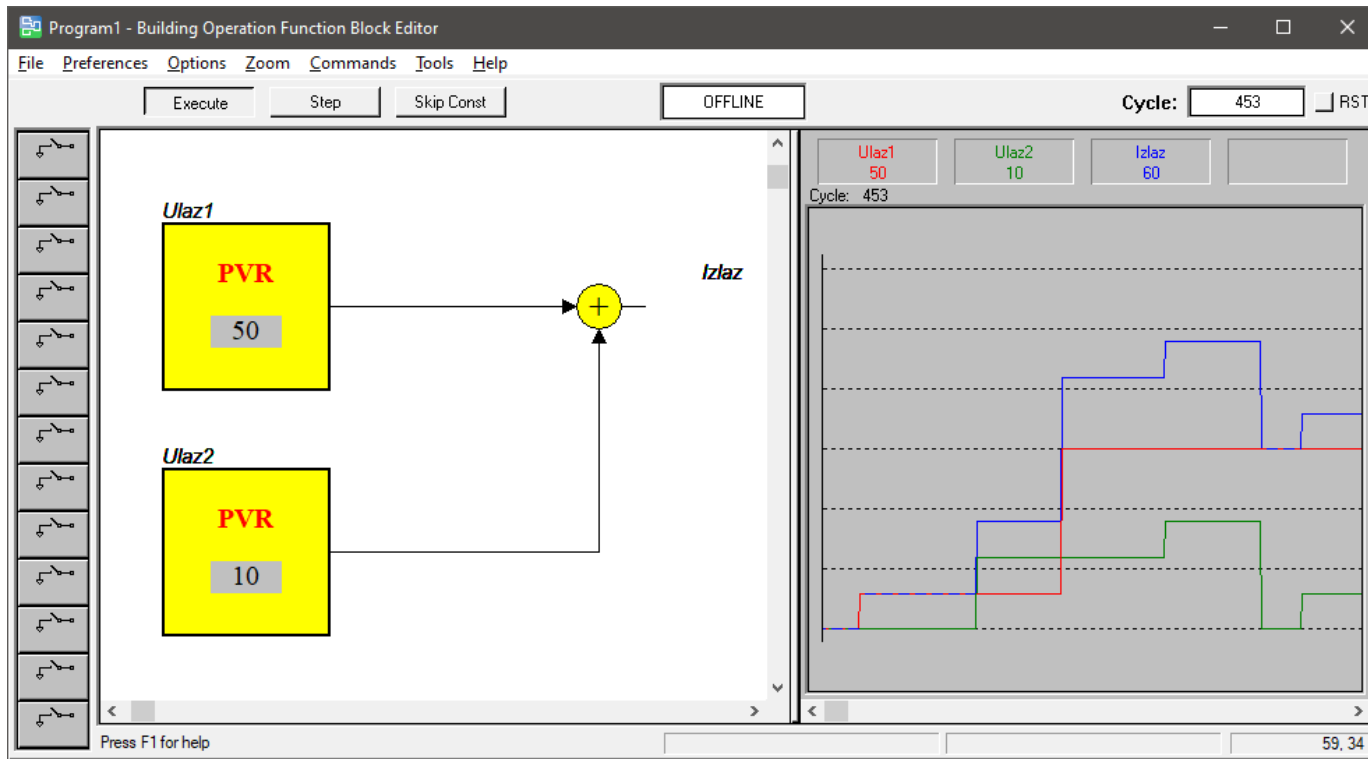 Program1 - Building Operation Function Block Editor
File Preferences Options Zoom Commands Tools Help
Execute Step Skip Const OFFLINE Cycle: 453 RST
Ulaz1 Ulaz2 Izlaz
50 10 60
Cycle: 453
Ulaz1
PVR
50
+
Izlaz
Ulaz2
PVR
10
Press F1 for help
59, 34